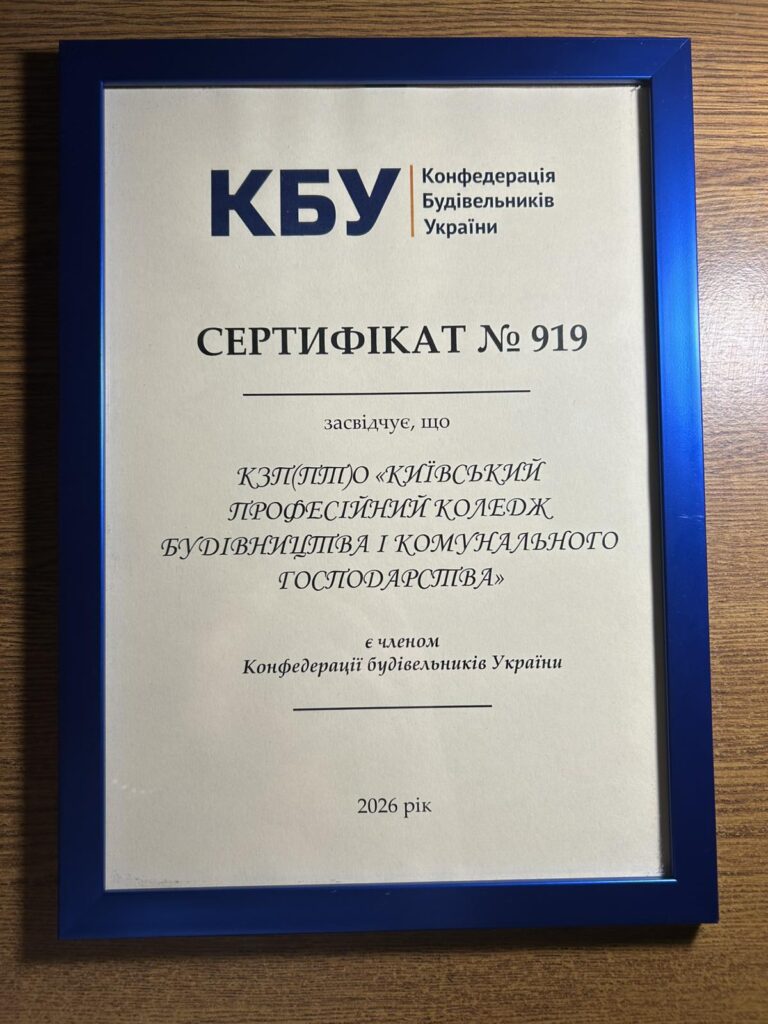 КБУ
Конфедерація
Будівельників
України
СЕРТИФІКАТ № 919
засвідчує, що
КЗП(ПТ)О «КИЇВСЬКИЙ
ПРОФЕСІЙНИЙ КОЛЕДЖ
БУДІВНИЦТВА І КОМУНАЛЬНОГО
ГОСПОДАРСТВА»
є членом
Конфедерації будівельників України
2026 рік